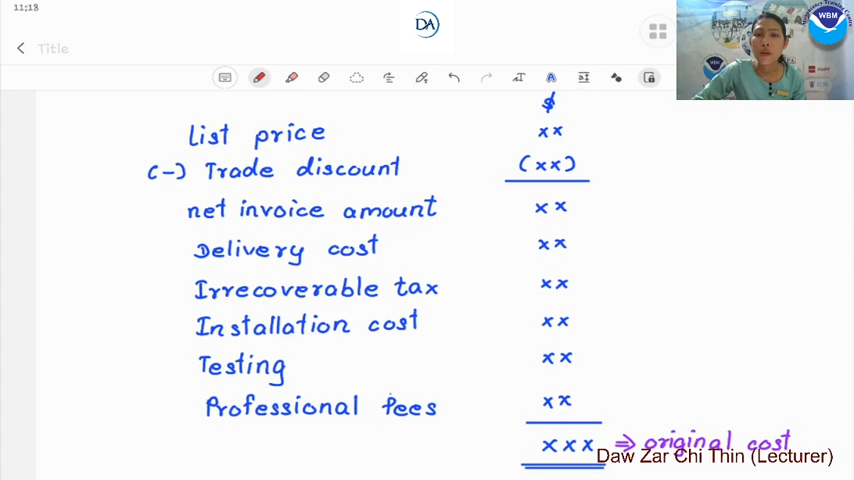 11:18
DA
WBM
Title
$
List price xx
(-) Trade discount (xx)
net invoice amount xx
Delivery cost xx
Irrecoverable tax xx
Installation cost xx
Testing xx
Professional fees xx
xxx ⇒ original cost
Daw Zar Chi Thin (Lecturer)